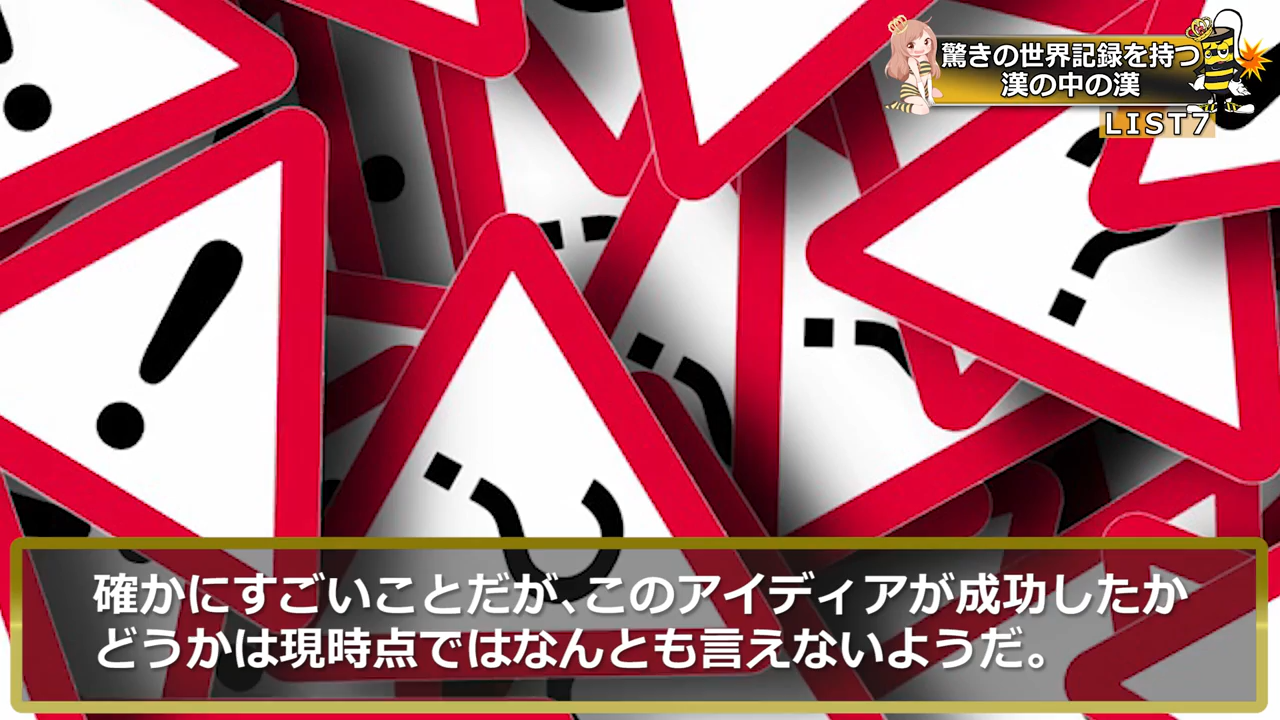 驚きの世界記録を持つ
漢の中の漢
LIST7
確かにすごいことだが、このアイディアが成功したか
どうかは現時点ではなんとも言えないようだ。